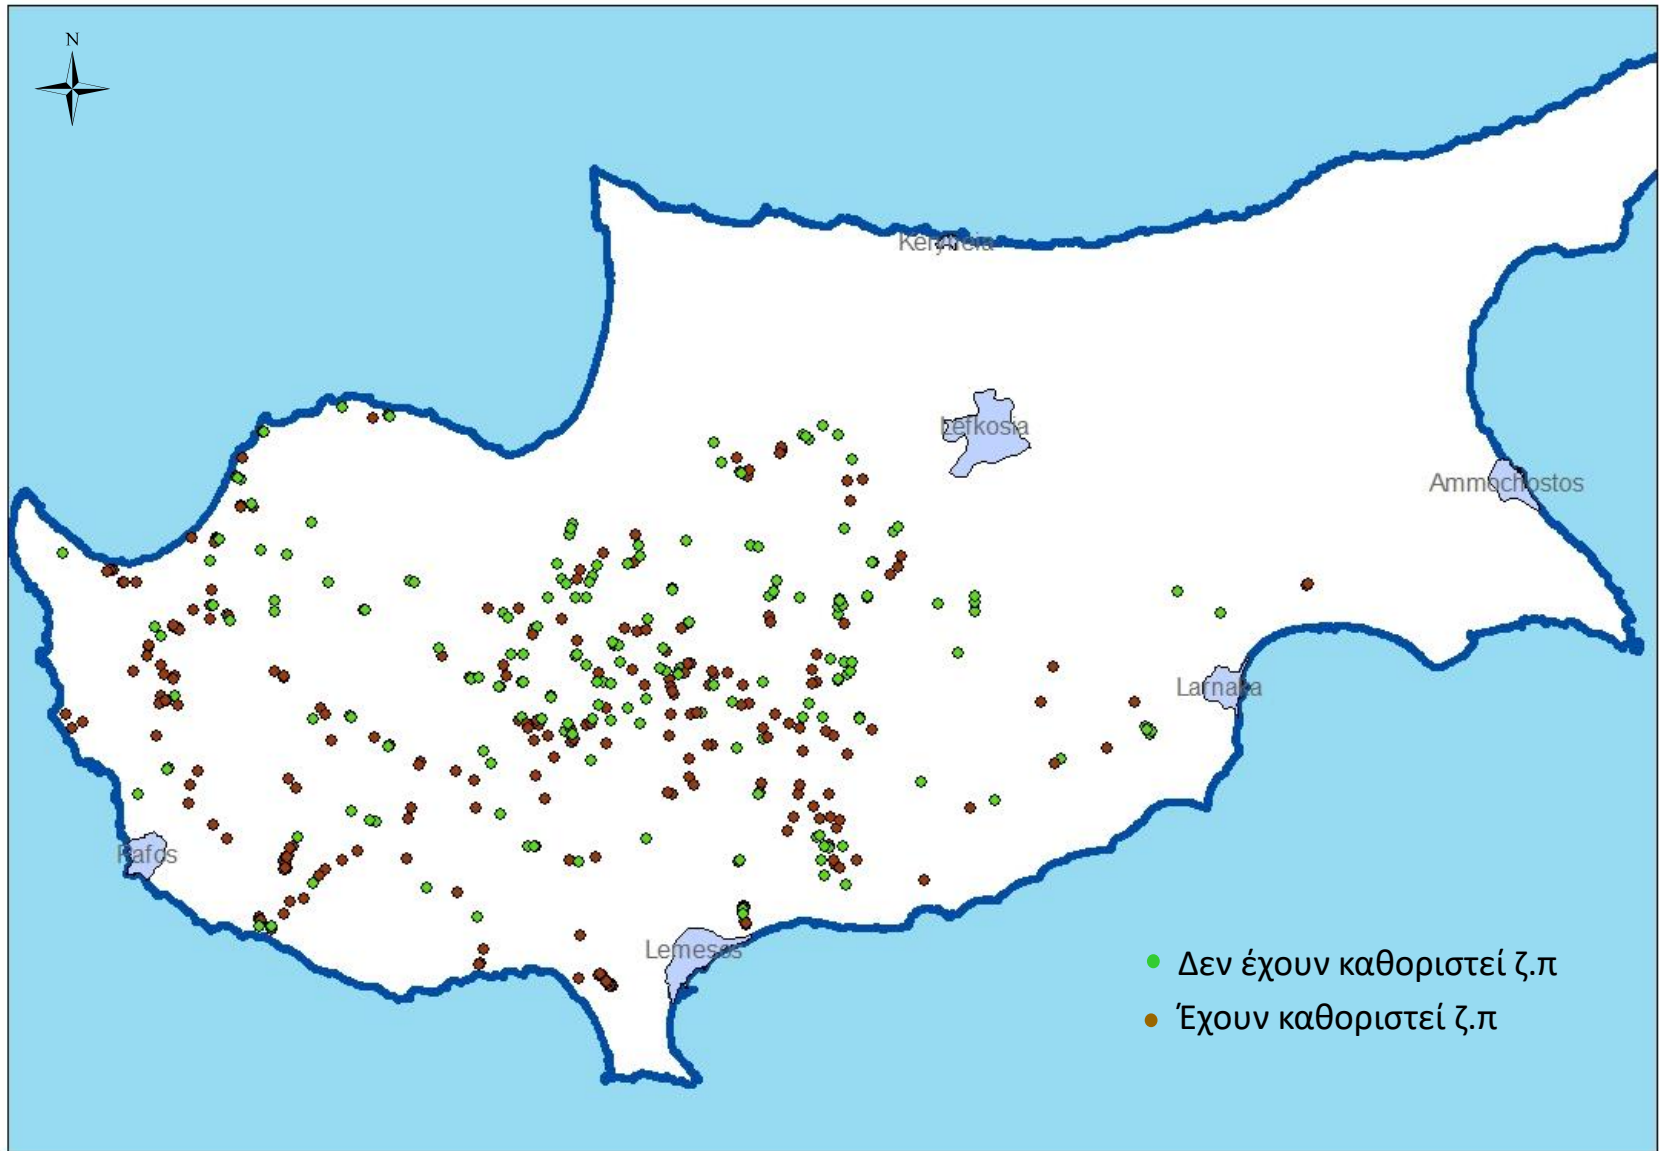 N
Keryneia
Lefkosia
Ammochostos
Larnaka
Pafos
Lemesos
Δεν έχουν καθοριστεί ζ.π
Έχουν καθοριστεί ζ.π